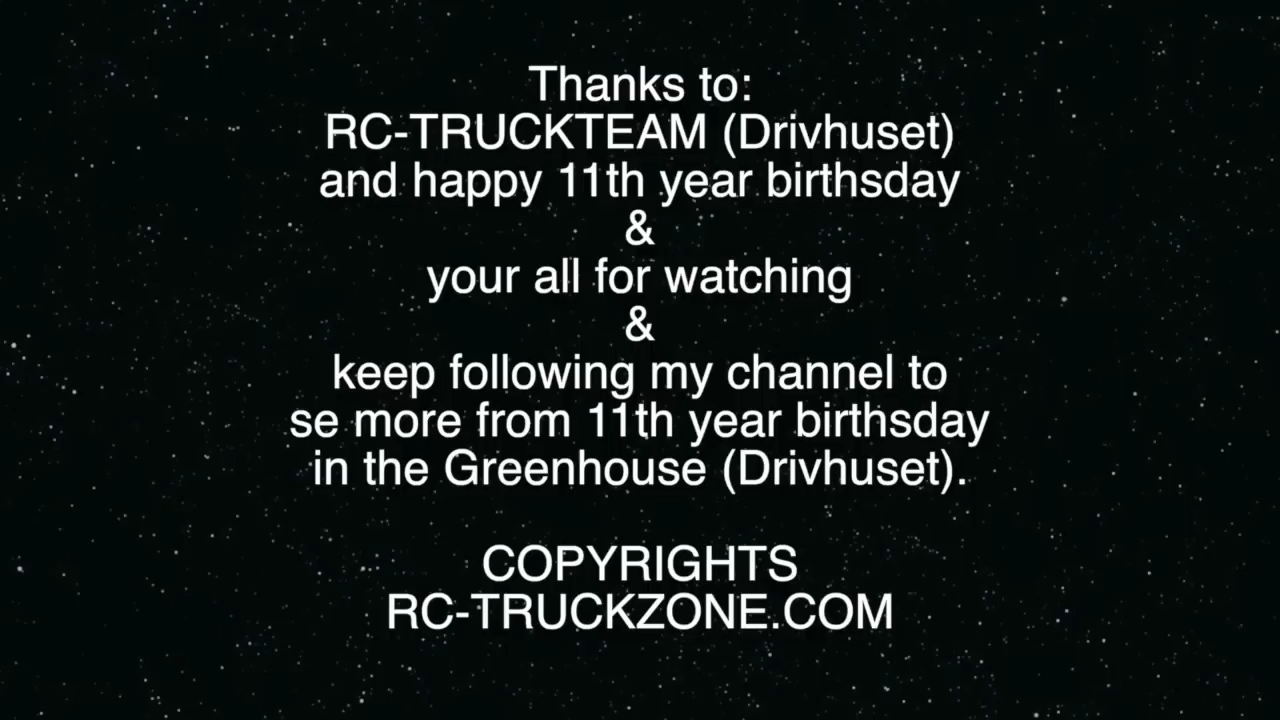 Thanks to:
RC-TRUCKTEAM (Drivhuset)
and happy 11th year birthsday
&
your all for watching
&
keep following my channel to
se more from 11th year birthsday
in the Greenhouse (Drivhuset).
COPYRIGHTS
RC-TRUCKZONE.COM